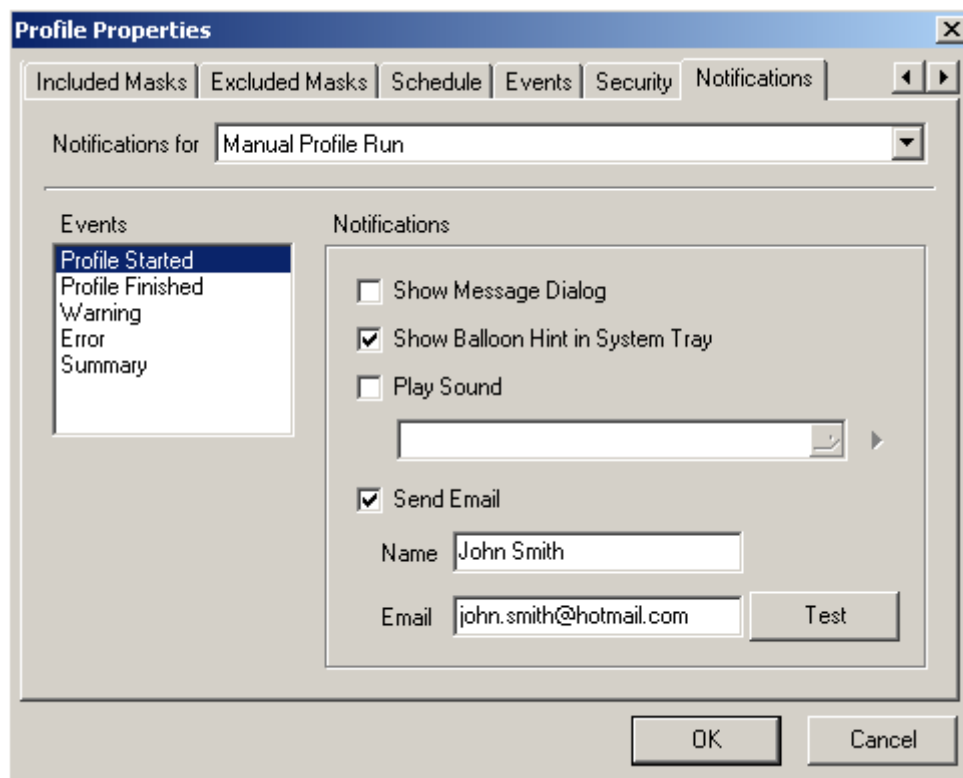 Profile Properties
Included Masks Excluded Masks Schedule Events Security Notifications
Notifications for Manual Profile Run
Events
Profile Started
Profile Finished
Warning
Error
Summary
Notifications
Show Message Dialog
Show Balloon Hint in System Tray
Play Sound
Send Email
Name John Smith
Email john.smith@hotmail.com Test
OK Cancel